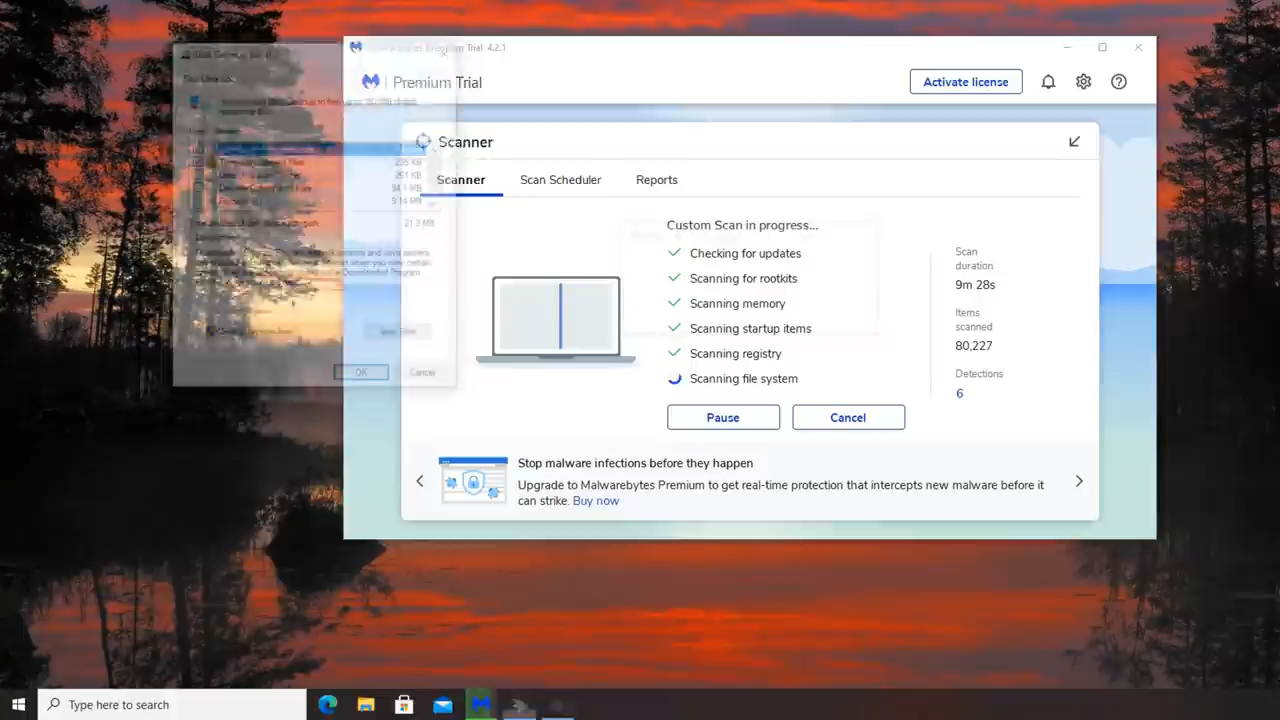 Trial 4.2.1
Premium Trial
Activate license
Scanner
Scanner
Scan Scheduler
Reports
Custom Scan in progress...
Checking for updates
Scanning for rootkits
Scanning memory
Scanning startup items
Scanning registry
Scanning file system
Scan
duration
9m 28s
Items
scanned
80,227
Detections
6
Pause
Cancel
Stop malware infections before they happen
Upgrade to Malwarebytes Premium to get real-time protection that intercepts new malware before it
can strike. Buy now
OK
Cancel
Type here to search